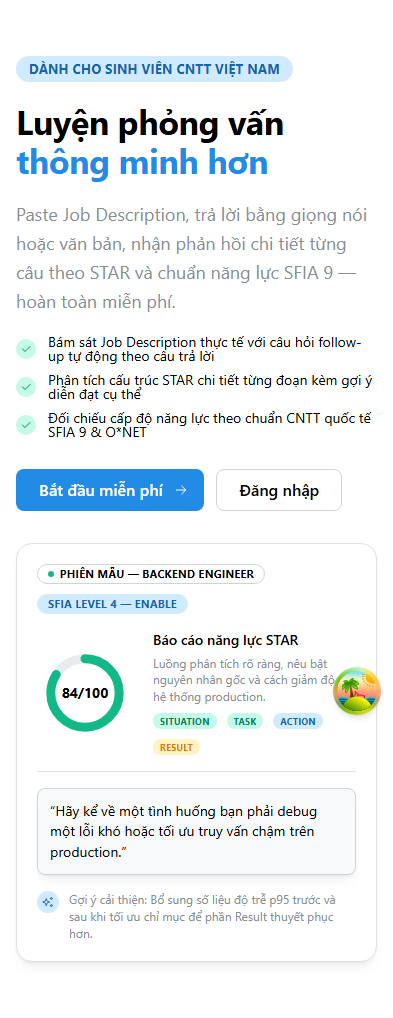 DÀNH CHO SINH VIÊN CNTT VIỆT NAM
Luyện phỏng vấn
thông minh hơn
Paste Job Description, trả lời bằng giọng nói
hoặc văn bản, nhận phản hồi chi tiết từng
câu theo STAR và chuẩn năng lực SFIA 9 —
hoàn toàn miễn phí.
Bám sát Job Description thực tế với câu hỏi follow-
up tự động theo câu trả lời
Phân tích cấu trúc STAR chi tiết từng đoạn kèm gợi ý
diễn đạt cụ thể
Đối chiếu cấp độ năng lực theo chuẩn CNTT quốc tế
SFIA 9 & O*NET
Bắt đầu miễn phí →
Đăng nhập
PHIÊN MẪU — BACKEND ENGINEER
SFIA LEVEL 4 — ENABLE
84/100
Báo cáo năng lực STAR
Luồng phân tích rõ ràng, nêu bật
nguyên nhân gốc và cách giảm độ
hệ thống production.
SITUATION
TASK
ACTION
RESULT
“Hãy kể về một tình huống bạn phải debug
một lỗi khó hoặc tối ưu truy vấn chậm trên
production.”
Gợi ý cải thiện: Bổ sung số liệu độ trễ p95 trước và
sau khi tối ưu chỉ mục để phần Result thuyết phục
hơn.